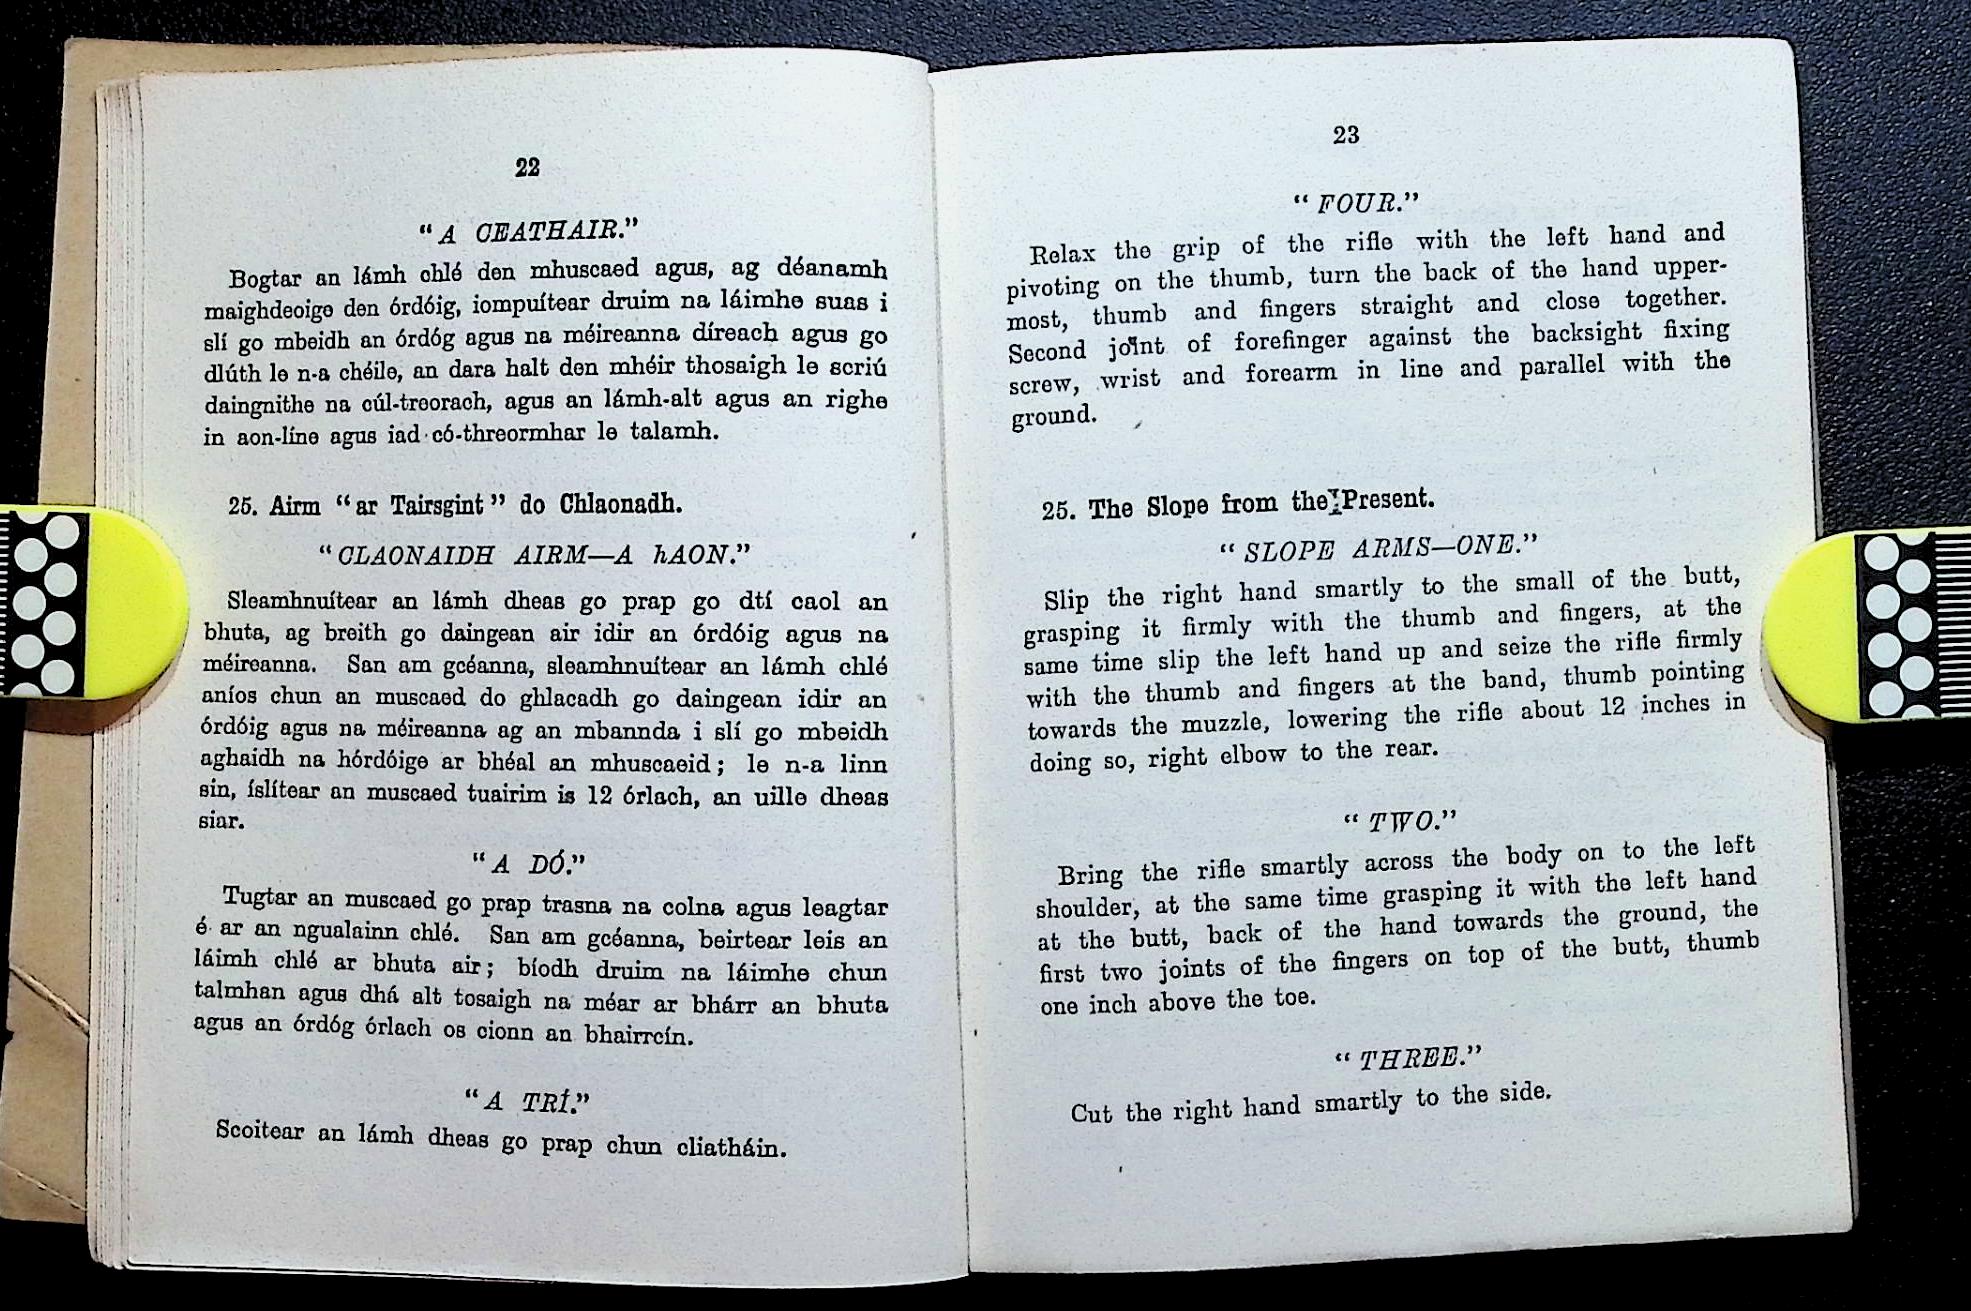 22
“A CEATHAIR.”
Bogtar an lámh chlé den mhuscaed agus, ag déanamh
maighdeoige den órdóig, iompuítear druim na láimhe suas i
slí go mbeidh an órdóg agus na méireanna díreach agus go
dlúth le n-a chéile, an dara halt den mhéir thosaigh le scriú
daingnithe na cúl-treorach, agus an lámh-alt agus an righe
in aon-líne agus iad có-threormhar le talamh.
25. Airm “ar Tairsgint” do Chlaonadh.
“CLAONAIDH AIRM—A hAON.”
Sleamhnuítear an lámh dheas go prap go dtí caol an
bhuta, ag breith go daingean air idir an órdóig agus na
méireanna. San am gcéanna, sleamhnuítear an lámh chlé
aníos chun an muscaed do ghlacadh go daingean idir an
órdóig agus na méireanna ag an mbannda i slí go mbeidh
aghaidh na hórdóige ar bhéal an mhuscaeid; le n-a linn
sin, íslítear an muscaed tuairim is 12 órlach, an uille dheas
siar.
“A DÓ.”
Tugtar an muscaed go prap trasna na colna agus leagtar
é ar an ngualainn chlé. San am gcéanna, beirtear leis an
láimh chlé ar bhuta air; bíodh druim na láimhe chun
talmhan agus dhá alt tosaigh na méar ar bhárr an bhuta
agus an órdóg órlach os cionn an bhairrcín.
“A TRÍ.”
Scoitear an lámh dheas go prap chun cliatháin.
23
“FOUR.”
Relax the grip of the rifle with the left hand and
pivoting on the thumb, turn the back of the hand upper-
most, thumb and fingers straight and close together.
Second joint of forefinger against the backsight fixing
screw, wrist and forearm in line and parallel with the
ground.
25. The Slope from the Present.
“SLOPE ARMS—ONE.”
Slip the right hand smartly to the small of the butt,
grasping it firmly with the thumb and fingers, at the
same time slip the left hand up and seize the rifle firmly
with the thumb and fingers at the band, thumb pointing
towards the muzzle, lowering the rifle about 12 inches in
doing so, right elbow to the rear.
“TWO.”
Bring the rifle smartly across the body on to the left
shoulder, at the same time grasping it with the left hand
at the butt, back of the hand towards the ground, the
first two joints of the fingers on top of the butt, thumb
one inch above the toe.
“THREE.”
Cut the right hand smartly to the side.